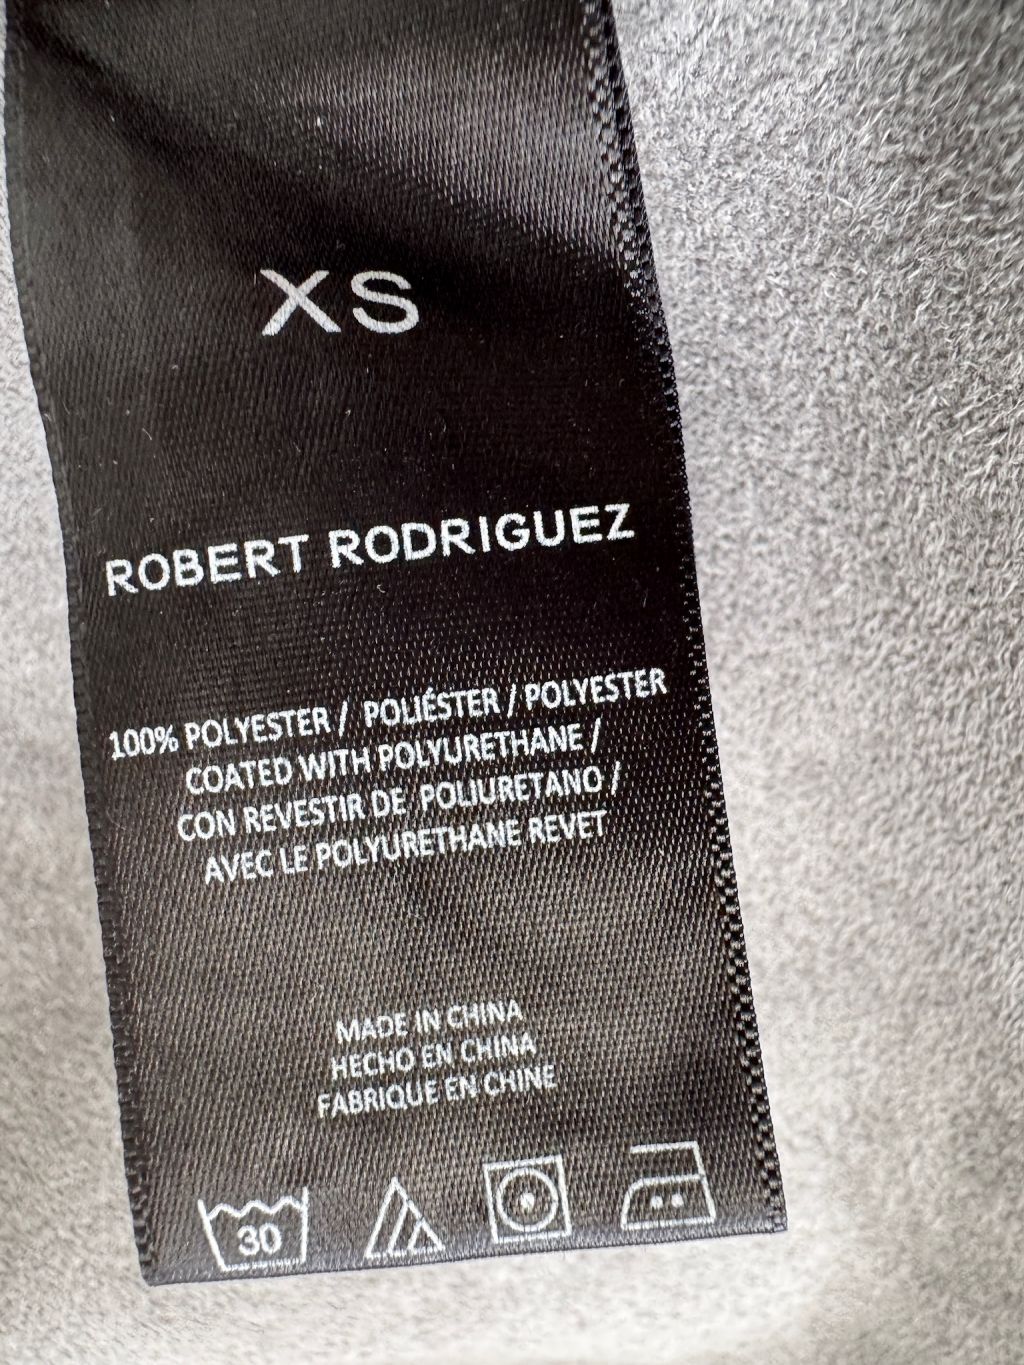 XS
ROBERT RODRIGUEZ
100% POLYESTER / POLIÉSTER / POLYESTER
COATED WITH POLYURETHANE /
CON REVESTIR DE POLIURETANO /
AVEC LE POLYURETHANE REVET
MADE IN CHINA
HECHO EN CHINA
FABRIQUE EN CHINE
30